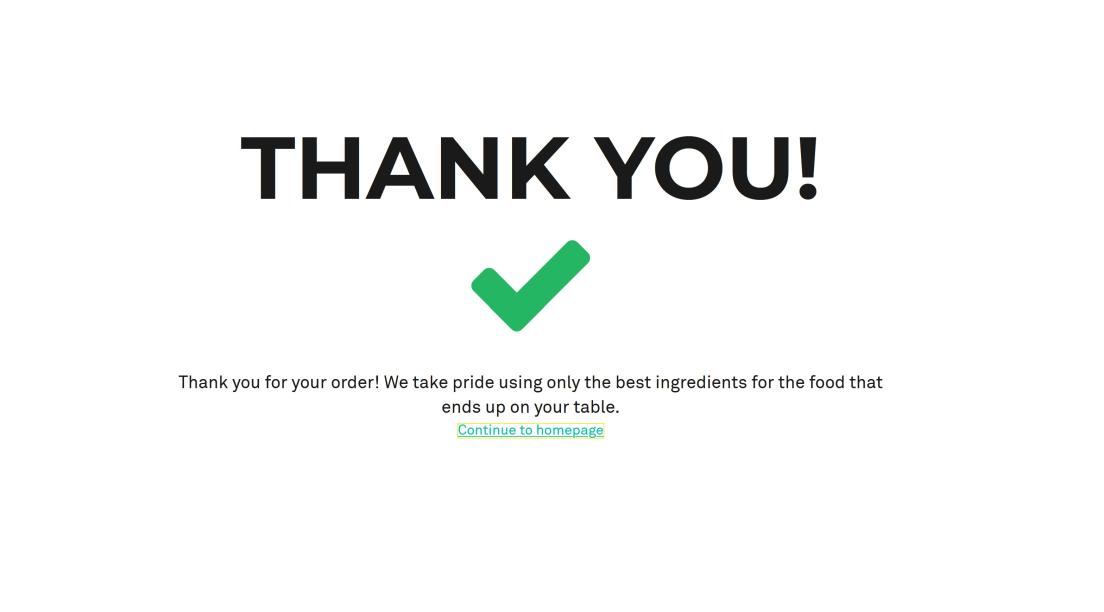 THANK YOU!
Thank you for your order! We take pride using only the best ingredients for the food that
ends up on your table.
Continue to homepage